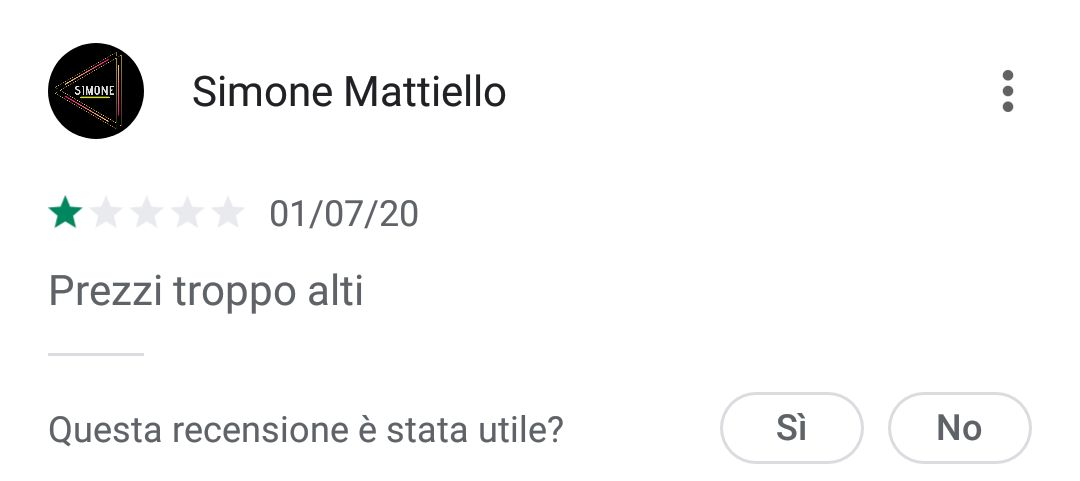 SIMONE
Simone Mattiello
01/07/20
Prezzi troppo alti
Questa recensione è stata utile?
Sì
No